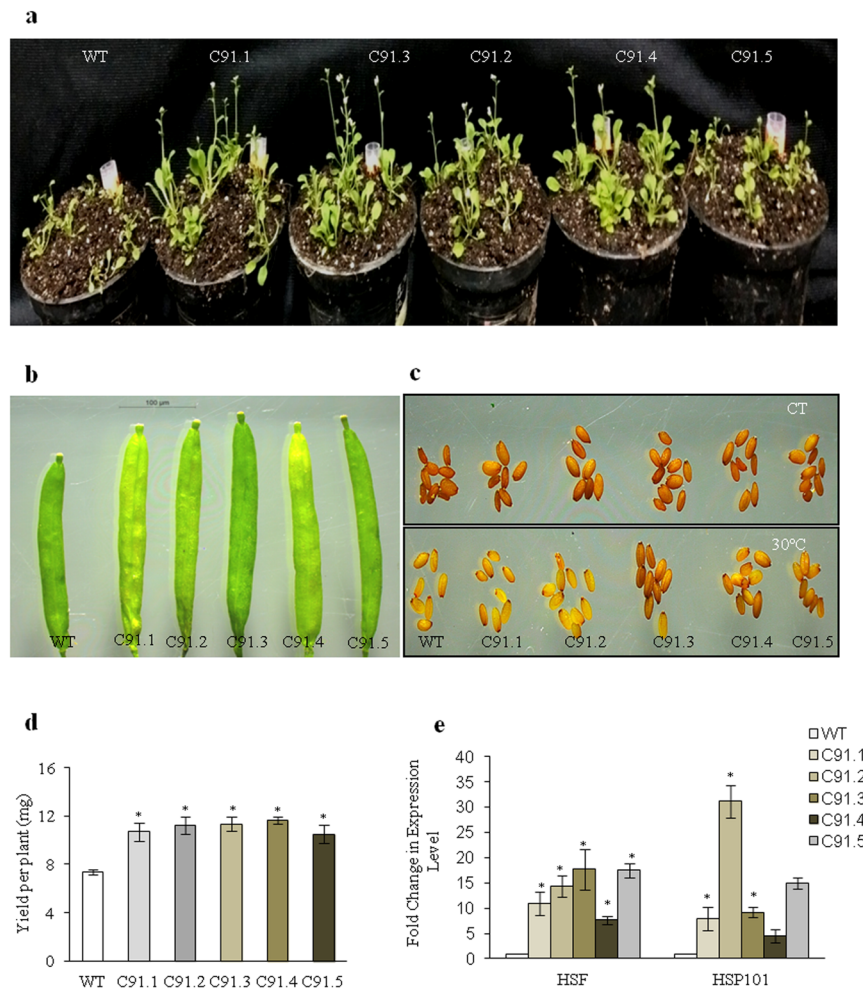 a
WT C91.1 C91.3 C91.2 C91.4 C91.5
b
100 µm
WT C91.1 C91.2 C91.3 C91.4 C91.5
c
CT
30°C
WT C91.1 C91.2 C91.3 C91.4 C91.5
d
Yield per plant (mg)
16
12
8
4
0
* * * * *
WT C91.1 C91.2 C91.3 C91.4 C91.5
e
Fold Change in Expression
Level
40
35
30
25
20
15
10
5
0
* * * * * * * *
HSF HSP101
WT
C91.1
C91.2
C91.3
C91.4
C91.5